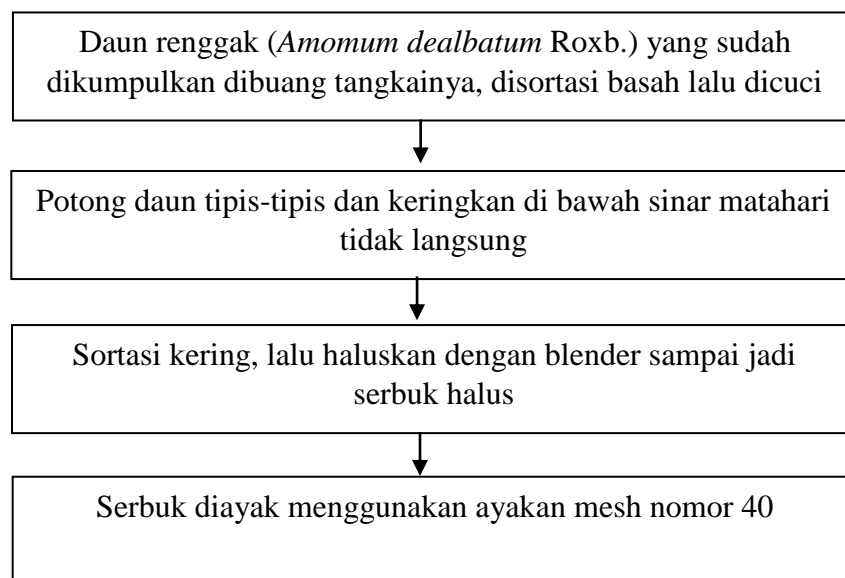 Daun renggak (Amomum dealbatum Roxb.) yang sudah
dikumpulkan dibuang tangkainya, disortasi basah lalu dicuci
Potong daun tipis-tipis dan keringkan di bawah sinar matahari
tidak langsung
Sortasi kering, lalu haluskan dengan blender sampai jadi
serbuk halus
Serbuk diayak menggunakan ayakan mesh nomor 40